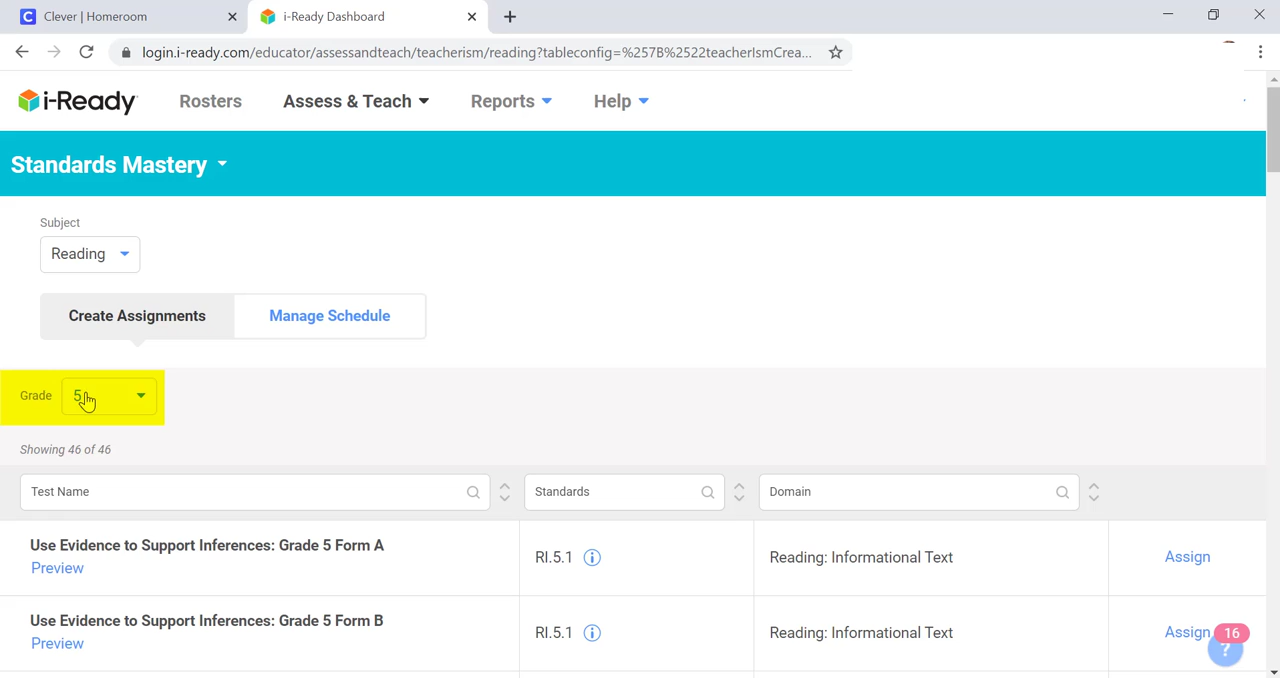 Clever | Homeroom
i-Ready Dashboard
login.i-ready.com/educator/assessandteach/teacherism/reading?tableconfig=%257B%2522teacherIsmCrea...
i-Ready
Rosters
Assess & Teach
Reports
Help
Standards Mastery
Subject
Reading
Create Assignments
Manage Schedule
Grade 5
Showing 46 of 46
Test Name
Standards
Domain
Use Evidence to Support Inferences: Grade 5 Form A
Preview
RI.5.1
Reading: Informational Text
Assign
Use Evidence to Support Inferences: Grade 5 Form B
Preview
RI.5.1
Reading: Informational Text
Assign
16
?